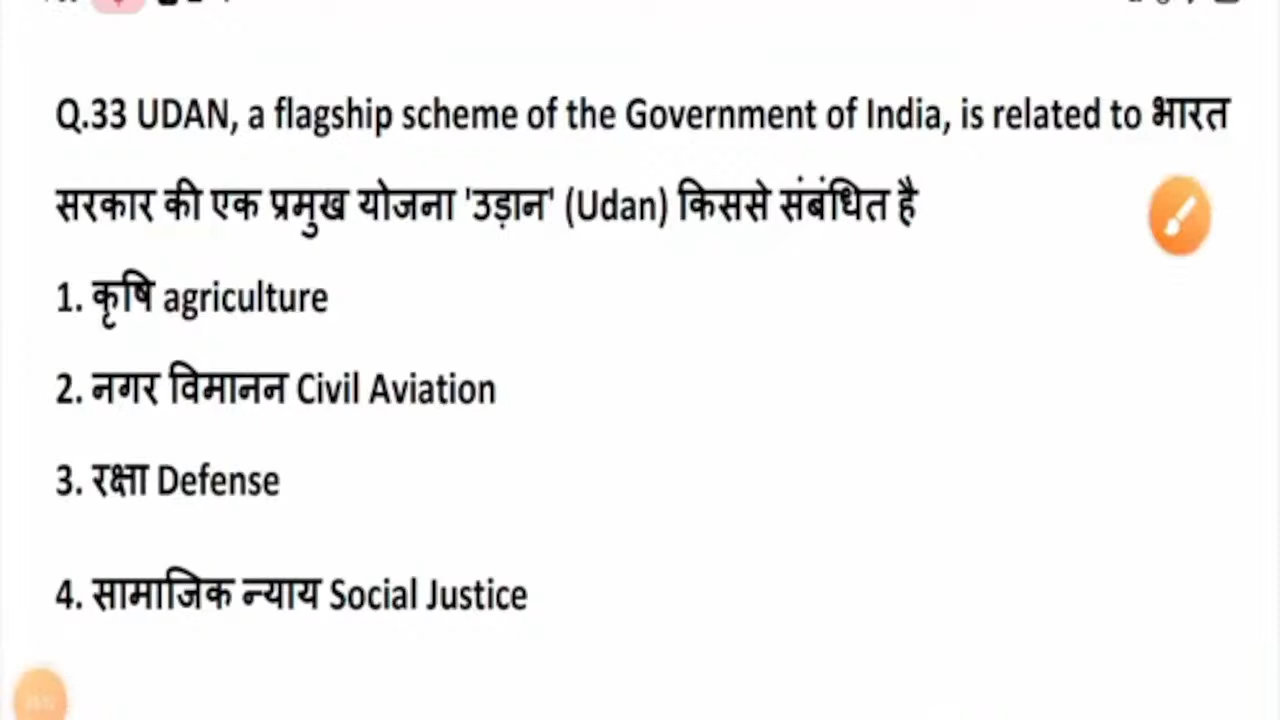 Q.33 UDAN, a flagship scheme of the Government of India, is related to भारत
सरकार की एक प्रमुख योजना 'उड़ान' (Udan) किससे संबंधित है
1. कृषि agriculture
2. नगर विमानन Civil Aviation
3. रक्षा Defense
4. सामाजिक न्याय Social Justice